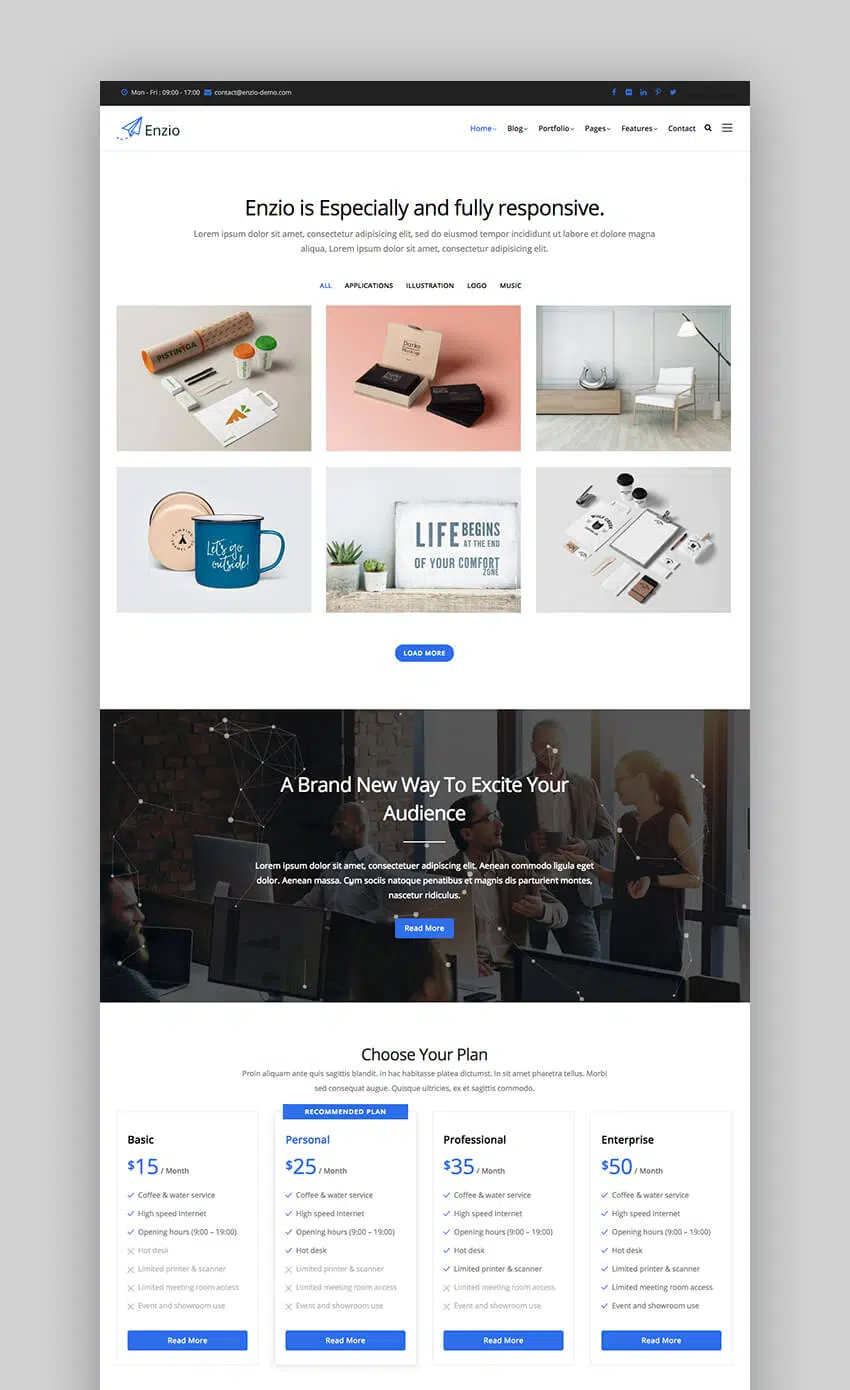 Mon - Fri : 09:00 - 17:00 contact@enzio-demo.com
Enzio
Home Blog Portfolio Pages Features Contact
Enzio is Especially and fully responsive.
Lorem ipsum dolor sit amet, consectetur adipisicing elit, sed do eiusmod tempor incididunt ut labore et dolore magna
aliqua, Lorem ipsum dolor sit amet, consectetur adipisicing elit.
ALL APPLICATIONS ILLUSTRATION LOGO MUSIC
PISTINTGA
Darke
Let's go
outside!
LIFE BEGINS
AT THE END
OF YOUR COMFORT
ZONE
LOAD MORE
A Brand New Way To Excite Your
Audience
Lorem ipsum dolor sit amet, consectetuer adipiscing elit. Aenean commodo ligula eget
dolor. Aenean massa. Cum sociis natoque penatibus et magnis dis parturient montes,
nascetur ridiculus.
Read More
Choose Your Plan
Proin aliquam ante quis sagittis blandit. In hac habitasse platea dictumst. In sit amet pharetra tellus. Morbi
sed consequat augue. Quisque ultricies, ex et sagittis commodo.
Basic
$15 / Month
Coffee & water service
High speed Internet
Opening hours (9:00 – 19:00)
Hot desk
Limited printer & scanner
Limited meeting room access
Event and showroom use
Read More
RECOMMENDED PLAN
Personal
$25 / Month
Coffee & water service
High speed Internet
Opening hours (9:00 – 19:00)
Hot desk
Limited printer & scanner
Limited meeting room access
Event and showroom use
Read More
Professional
$35 / Month
Coffee & water service
High speed Internet
Opening hours (9:00 – 19:00)
Hot desk
Limited printer & scanner
Limited meeting room access
Event and showroom use
Read More
Enterprise
$50 / Month
Coffee & water service
High speed Internet
Opening hours (9:00 – 19:00)
Hot desk
Limited printer & scanner
Limited meeting room access
Event and showroom use
Read More